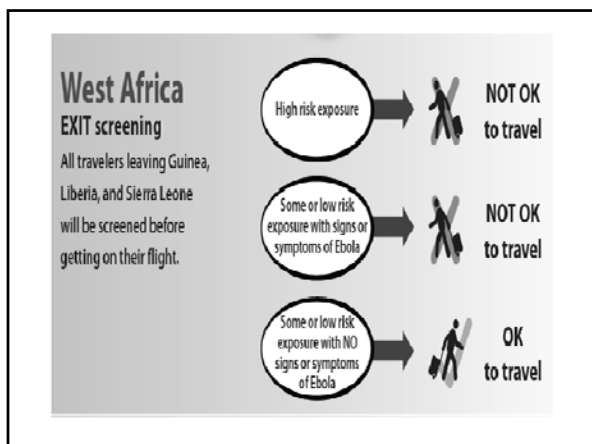 West Africa
EXIT screening
All travelers leaving Guinea,
Liberia, and Sierra Leone
will be screened before
getting on their flight.
High risk exposure
NOT OK
to travel
Some or low risk
exposure with signs or
symptoms of Ebola
NOT OK
to travel
Some or low risk
exposure with NO
signs or symptoms
of Ebola
OK
to travel